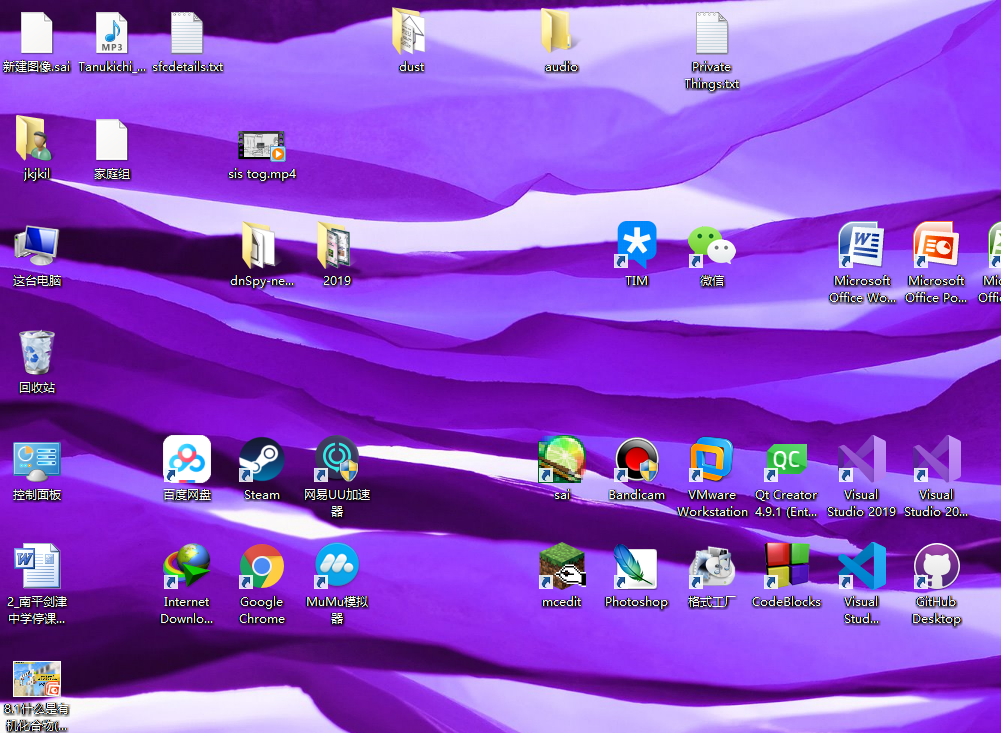 新建图像.sai
MP3
Tanukichi_...
sfcdetails.txt
dust
audio
Private
Things.txt
jkjkil
家庭组
sis tog.mp4
这台电脑
dnSpy-ne...
2019
TIM
微信
Microsoft
Office Wo...
Microsoft
Office Po...
回收站
控制面板
百度网盘
Steam
网易UU加速
器
sai
Bandicam
VMware
Workstation
QC
Qt Creator
4.9.1 (Ent...
Visual
Studio 2019
Visual
Studio 20...
2_南平剑津
中学停课...
Internet
Downlo...
Google
Chrome
MuMu模拟
器
mcedit
Photoshop
格式工厂
CodeBlocks
Visual
Stud...
GitHub
Desktop
8.1什么是有
机化合物(...